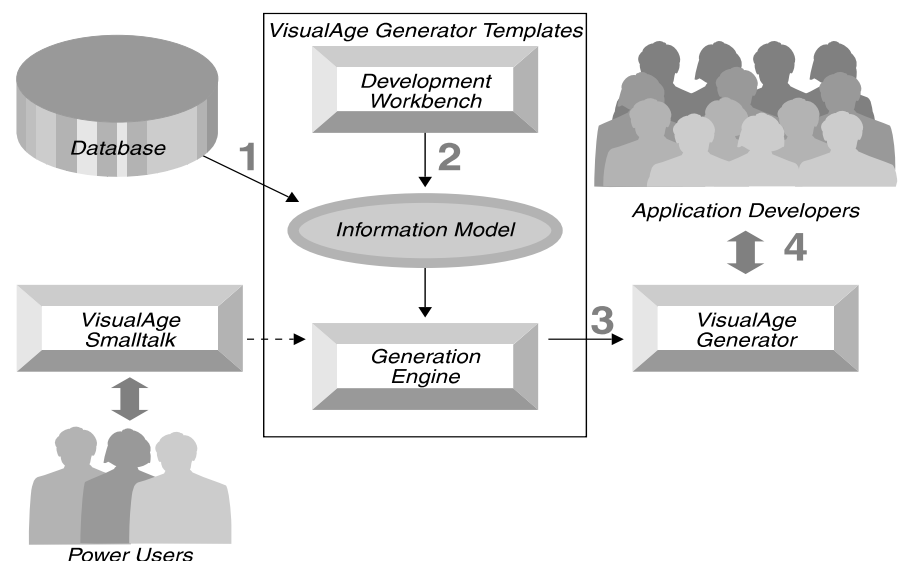 VisualAge Generator Templates
Development
Workbench
Database
1
2
Application Developers
Information Model
4
VisualAge
Smalltalk
3
VisualAge
Generator
Generation
Engine
Power Users